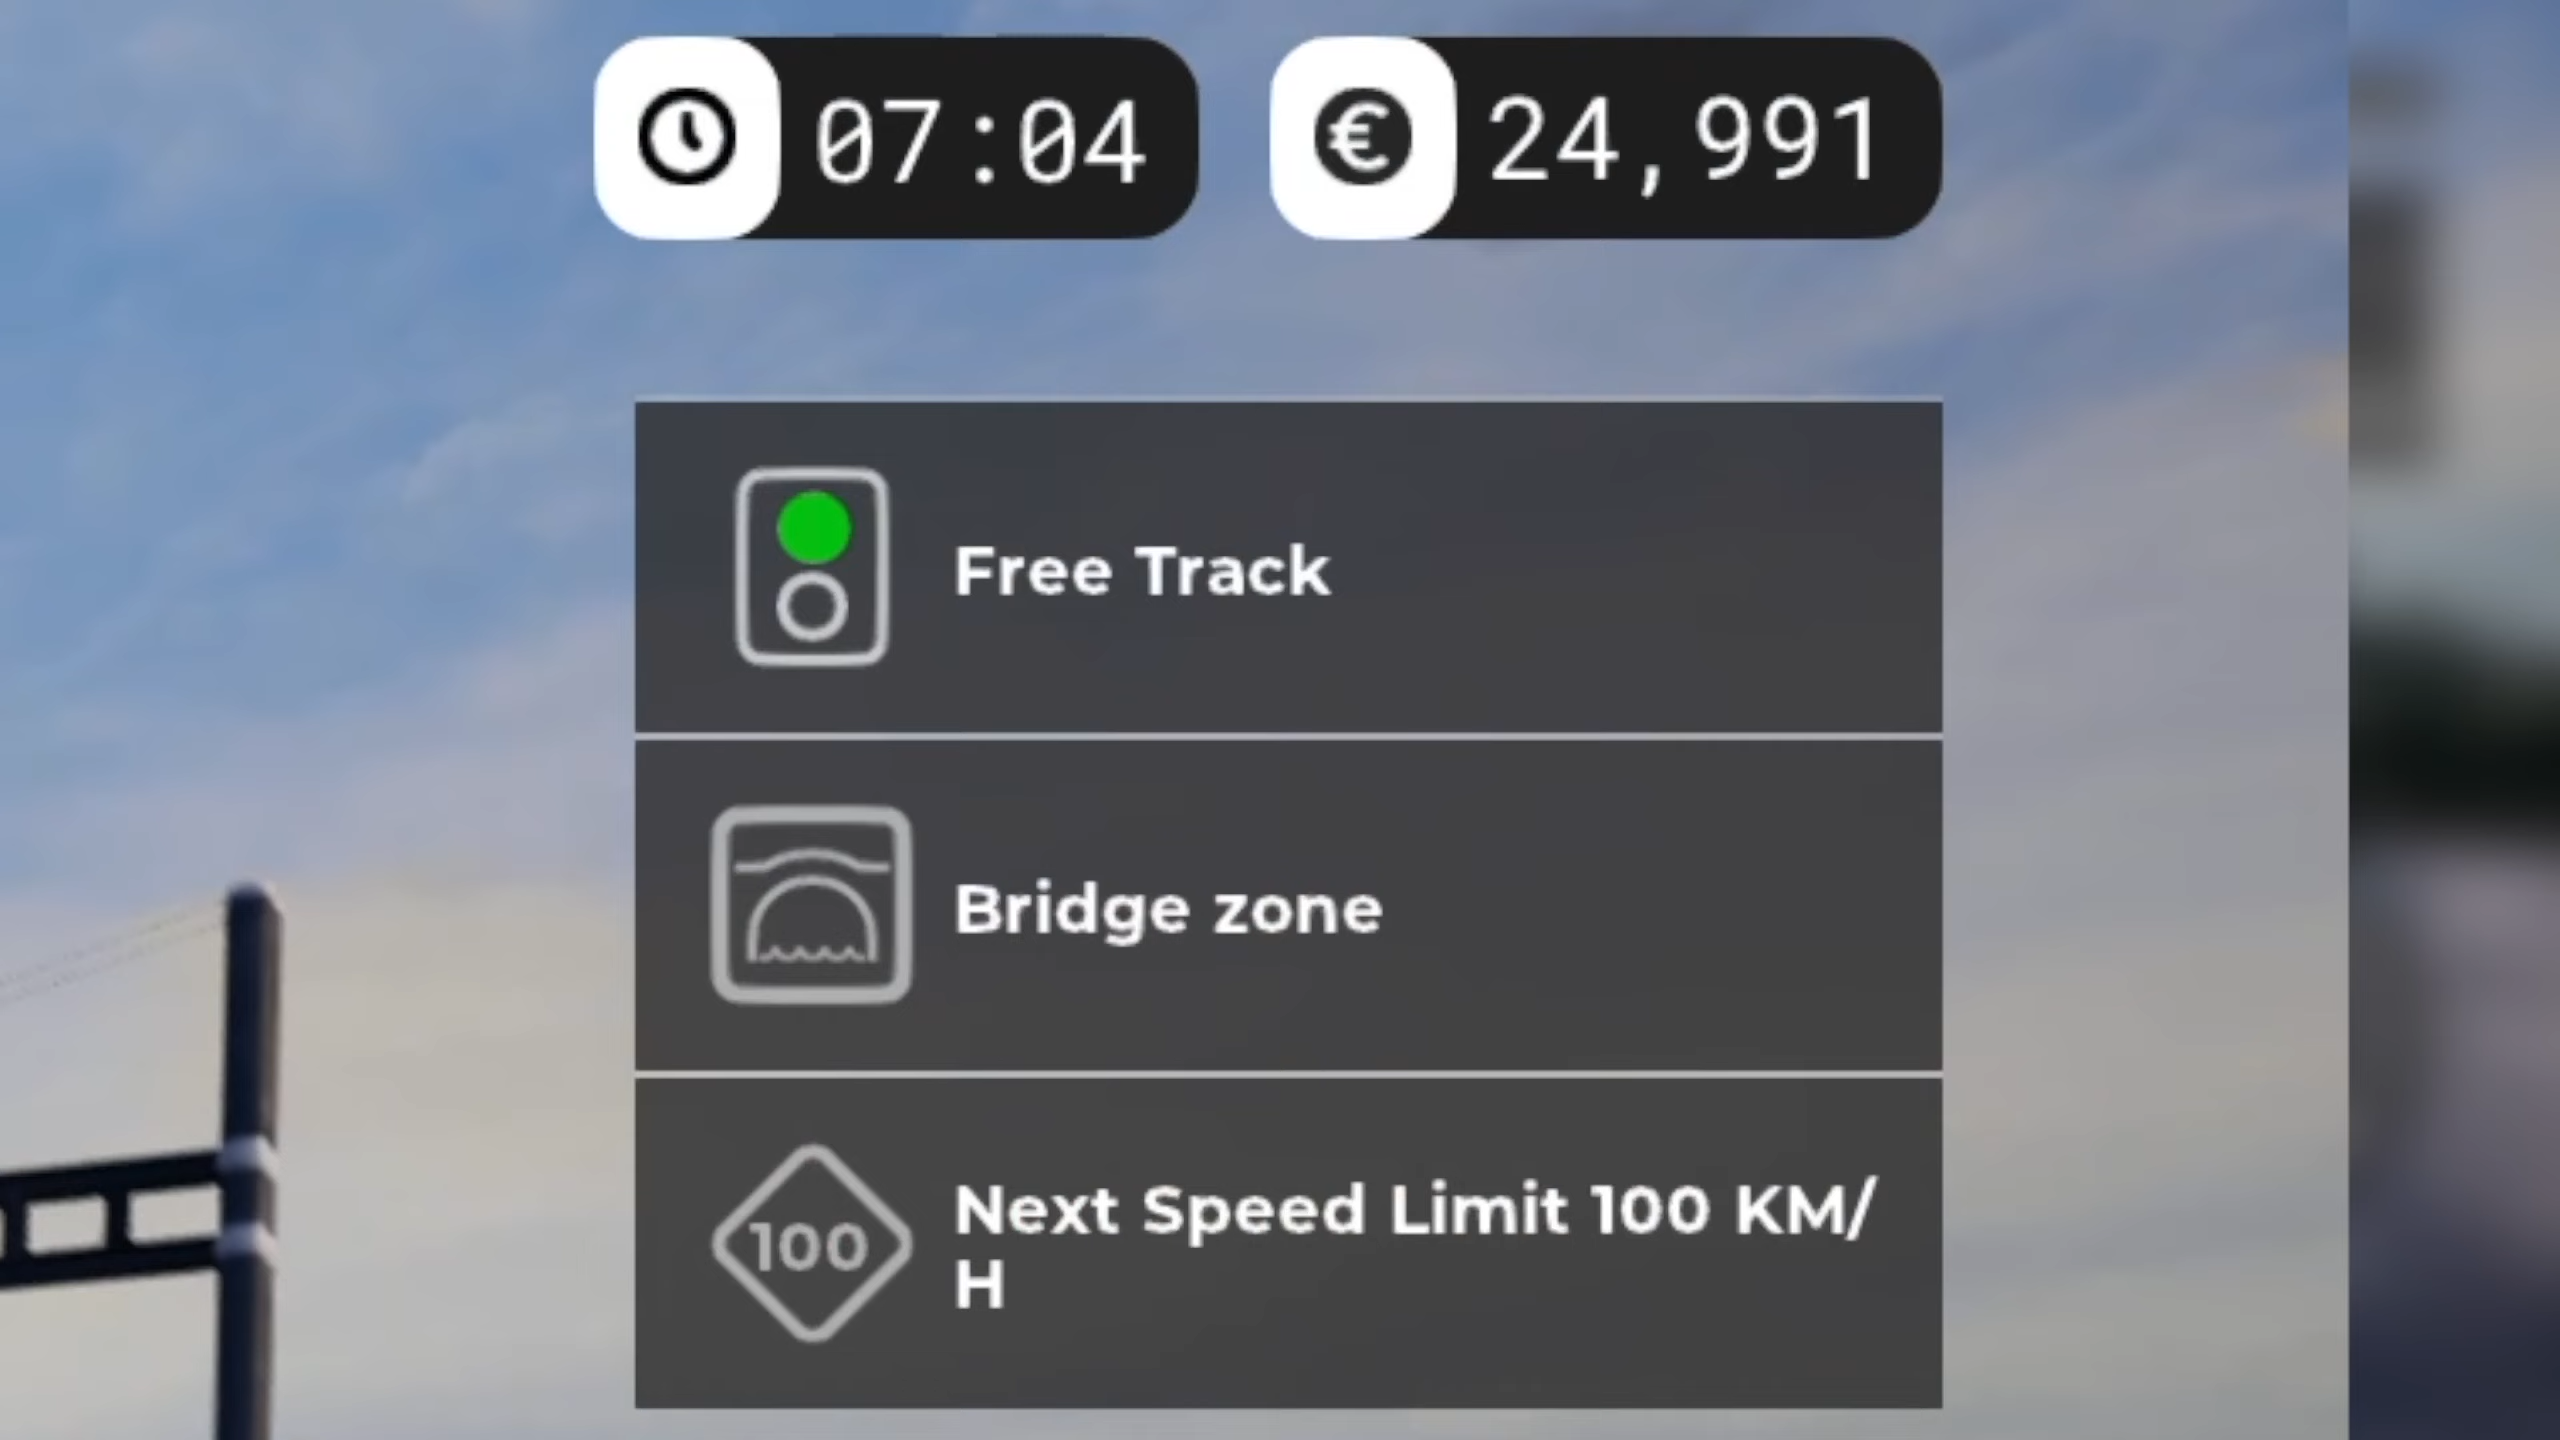 07:04
€ 24,991
Free Track
Bridge zone
100
Next Speed Limit 100 KM/
H